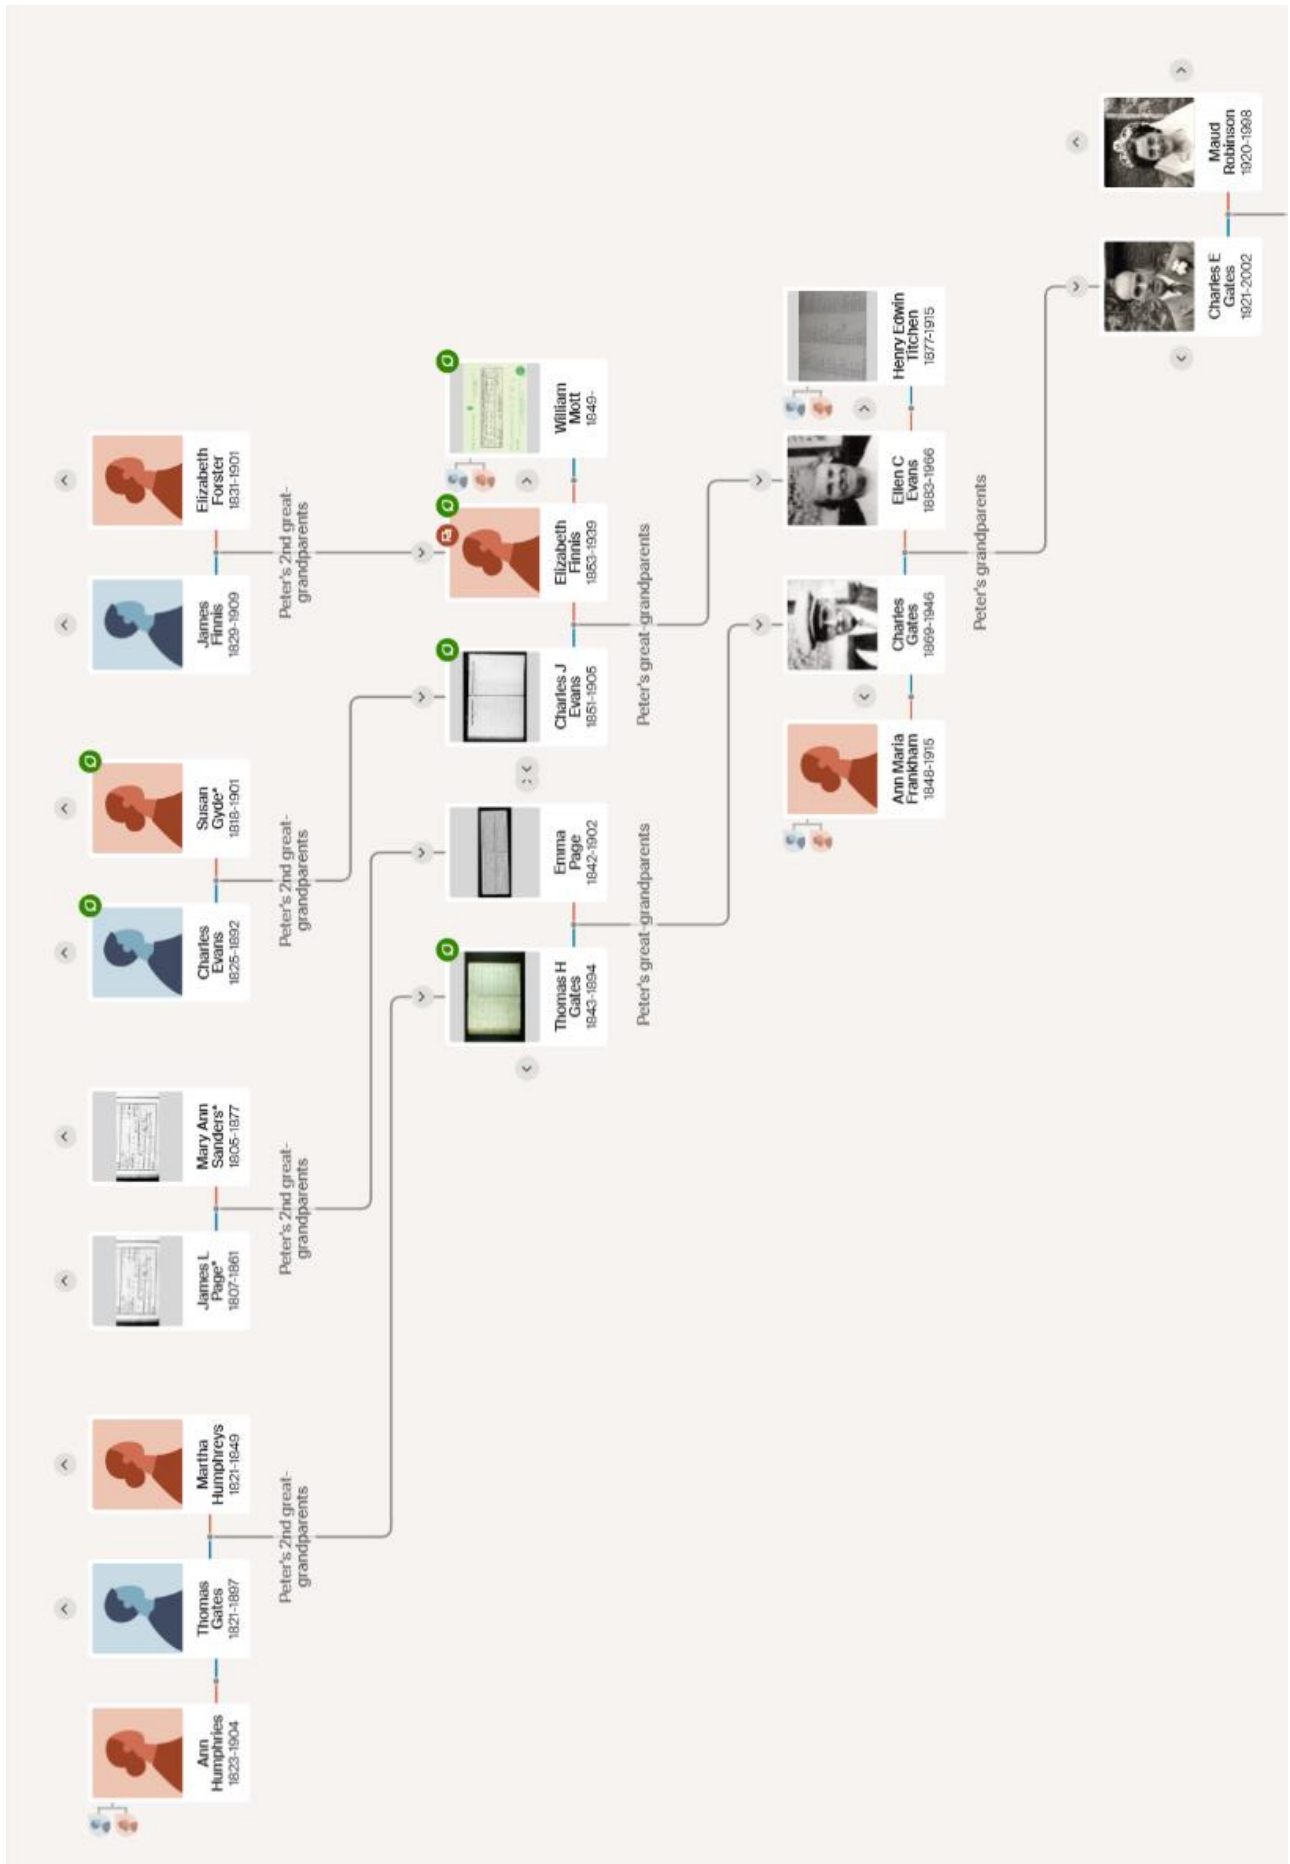 Ann
Humphries
1823-1904
Thomas
Gates
1821-1897
Martha
Humphreys
1821-1849
James L
Page*
1807-1861
Mary Ann
Sanders*
1805-1877
Charles
Evans
1825-1892
Susan
Gyde*
1818-1901
James
Finnis
1829-1909
Elizabeth
Forster
1831-1901
Peter's 2nd great-
grandparents
Peter's 2nd great-
grandparents
Peter's 2nd great-
grandparents
Peter's 2nd great-
grandparents
Thomas H
Gates
1843-1894
Emma
Page
1842-1902
Charles J
Evans
1851-1905
Elizabeth
Finnis
1853-1939
William
Mott
1849-
Peter's great-grandparents
Peter's great-grandparents
Ann Maria
Frankham
1848-1915
Charles
Gates
1869-1946
Ellen C
Evans
1883-1966
Henry Edwin
Titchen
1877-1915
Peter's grandparents
Charles E
Gates
1921-2002
Maud
Robinson
1920-1998